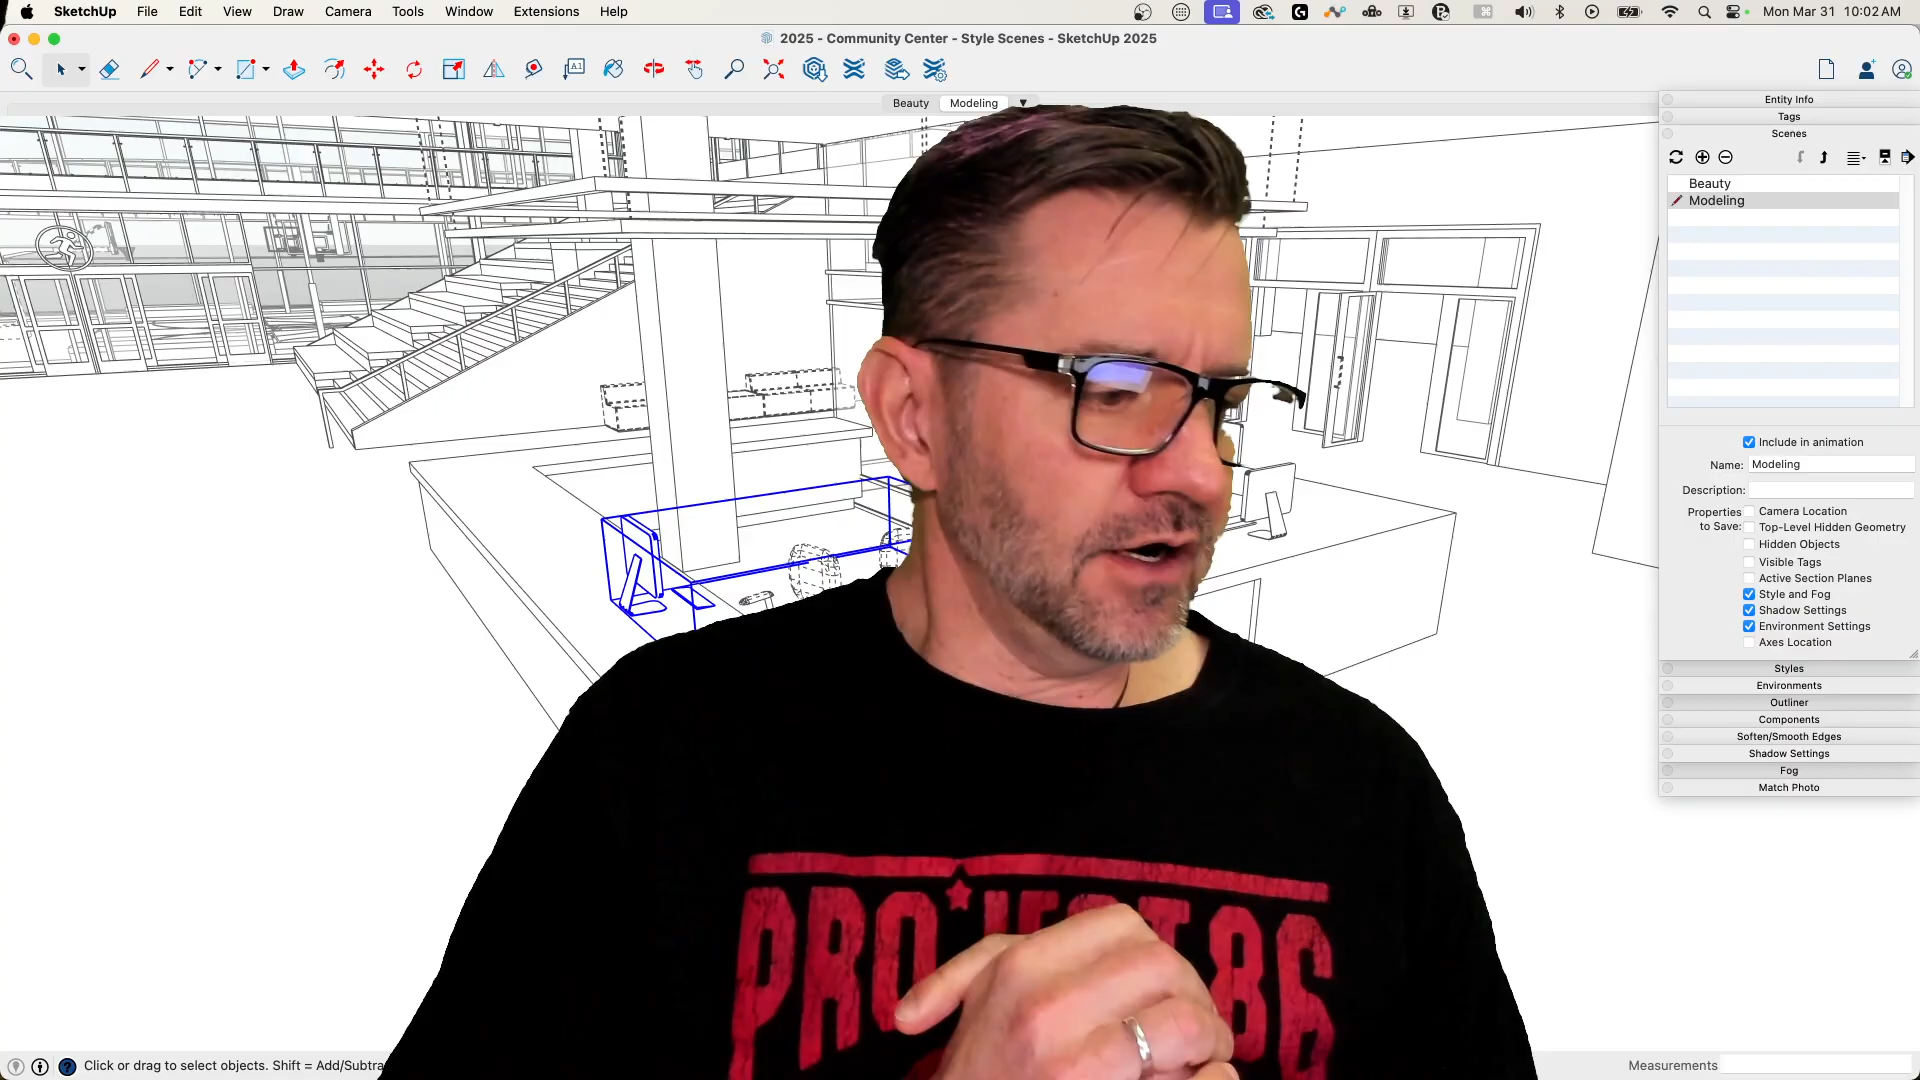 SketchUp File Edit View Draw Camera Tools Window Extensions Help
Mon Mar 31 10:02 AM
2025 - Community Center - Style Scenes - SketchUp 2025
A1
Beauty Modeling
Entity Info
Tags
Scenes
Beauty
Modeling
Include in animation
Name: Modeling
Description:
Properties to Save:
Camera Location
Top-Level Hidden Geometry
Hidden Objects
Visible Tags
Active Section Planes
Style and Fog
Shadow Settings
Environment Settings
Axes Location
Styles
Environments
Outliner
Components
Soften/Smooth Edges
Shadow Settings
Fog
Match Photo
PROJECT86
Click or drag to select objects. Shift = Add/Subtra
Measurements